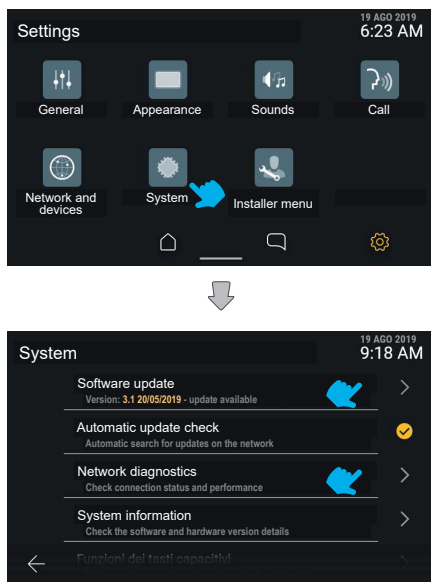 19 AGO 2019
Settings 6:23 AM
General Appearance Sounds Call
Network and
devices
System
Installer menu
19 AGO 2019
System 9:18 AM
Software update
Version: 3.1 20/05/2019 - update available
Automatic update check
Automatic search for updates on the network
Network diagnostics
Check connection status and performance
System information
Check the software and hardware version details
Funzioni dei tasti capacitivi